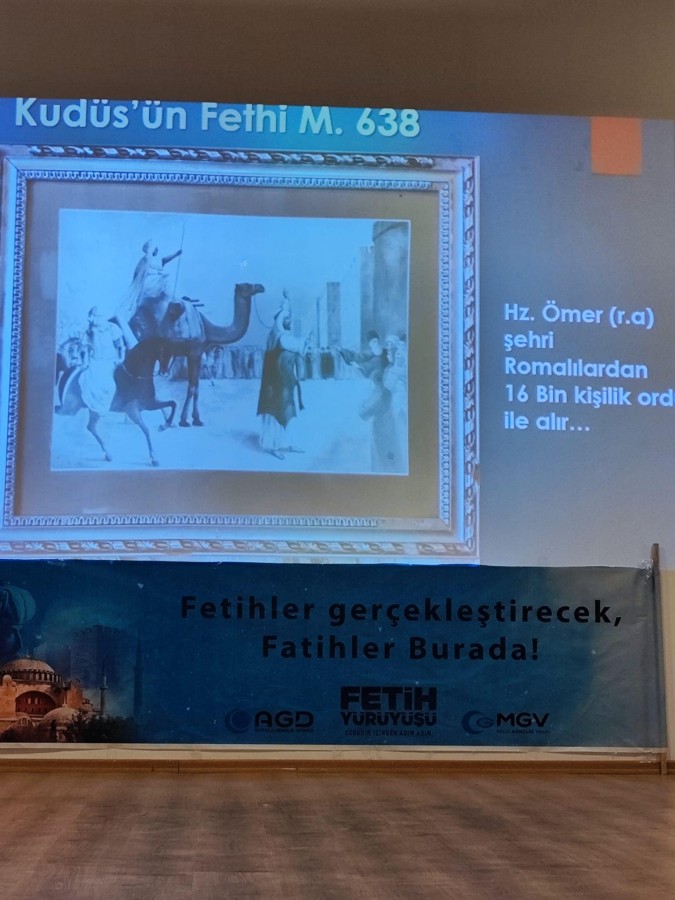 Kudüs'ün Fethi M. 638
Hz. Ömer (r.a)
şehri
Romalılardan
16 Bin kişilik ord
ile alır...
Fetihler gerçekleştirecek,
Fatihler Burada!
AGD
FETİH
YÜRÜYÜŞÜ
MGV